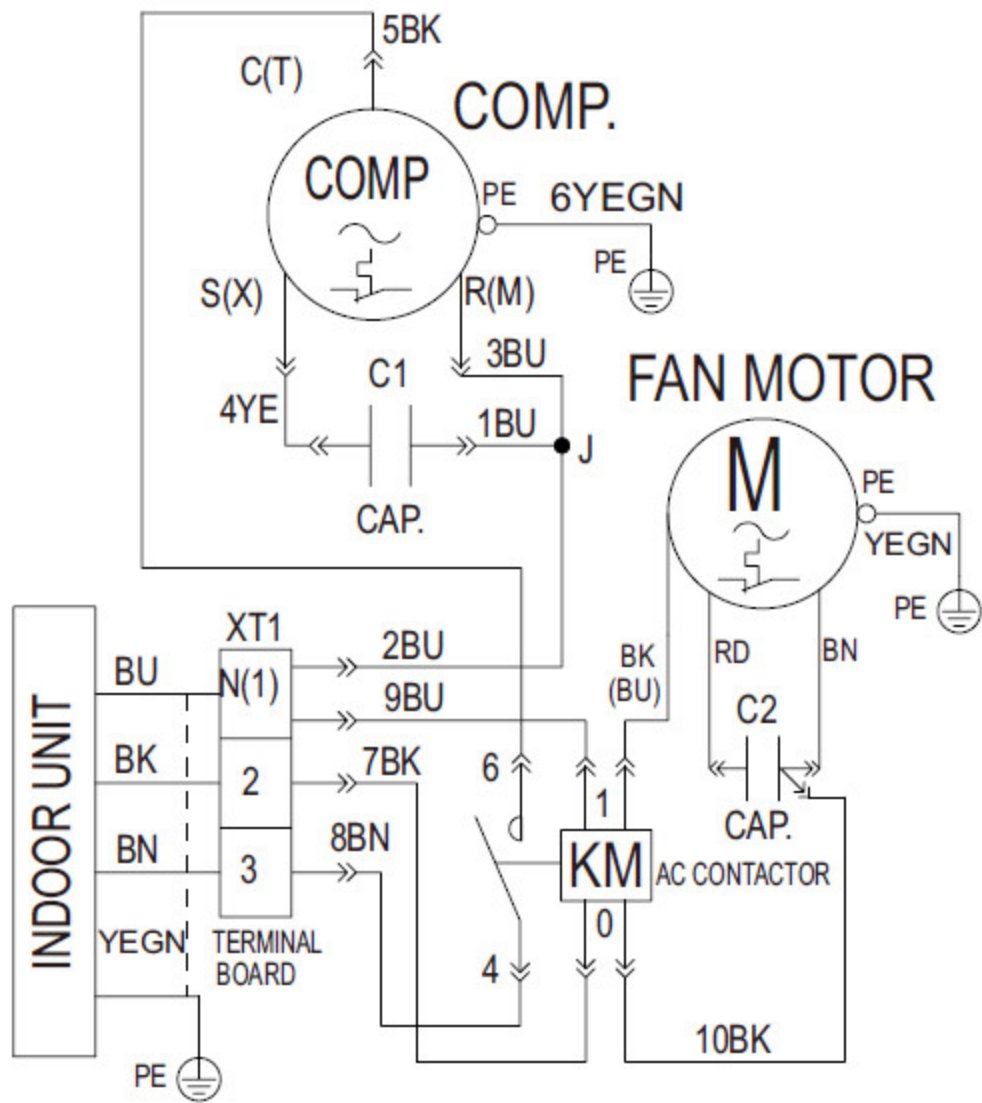 5BK
C(T)
COMP.
COMP
PE
6YEGN
PE
S(X)
R(M)
3BU
C1
4YE
1BU
J
CAP.
FAN MOTOR
M
PE
YEGN
PE
XT1
2BU
BK
(BU)
RD
BN
BU
N(1)
9BU
C2
INDOOR UNIT
BK
2
7BK
6
1
CAP.
BN
3
8BN
KM
AC CONTACTOR
YEGN
TERMINAL
BOARD
0
4
10BK
PE